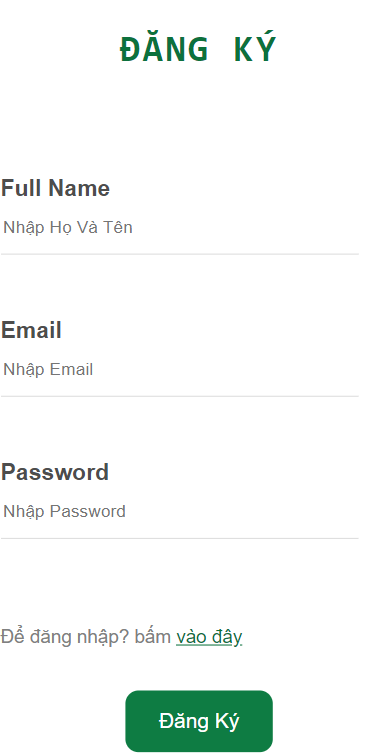 ĐĂNG KÝ
Full Name
Nhập Họ Và Tên
Email
Nhập Email
Password
Nhập Password
Để đăng nhập? bấm vào đây
Đăng Ký